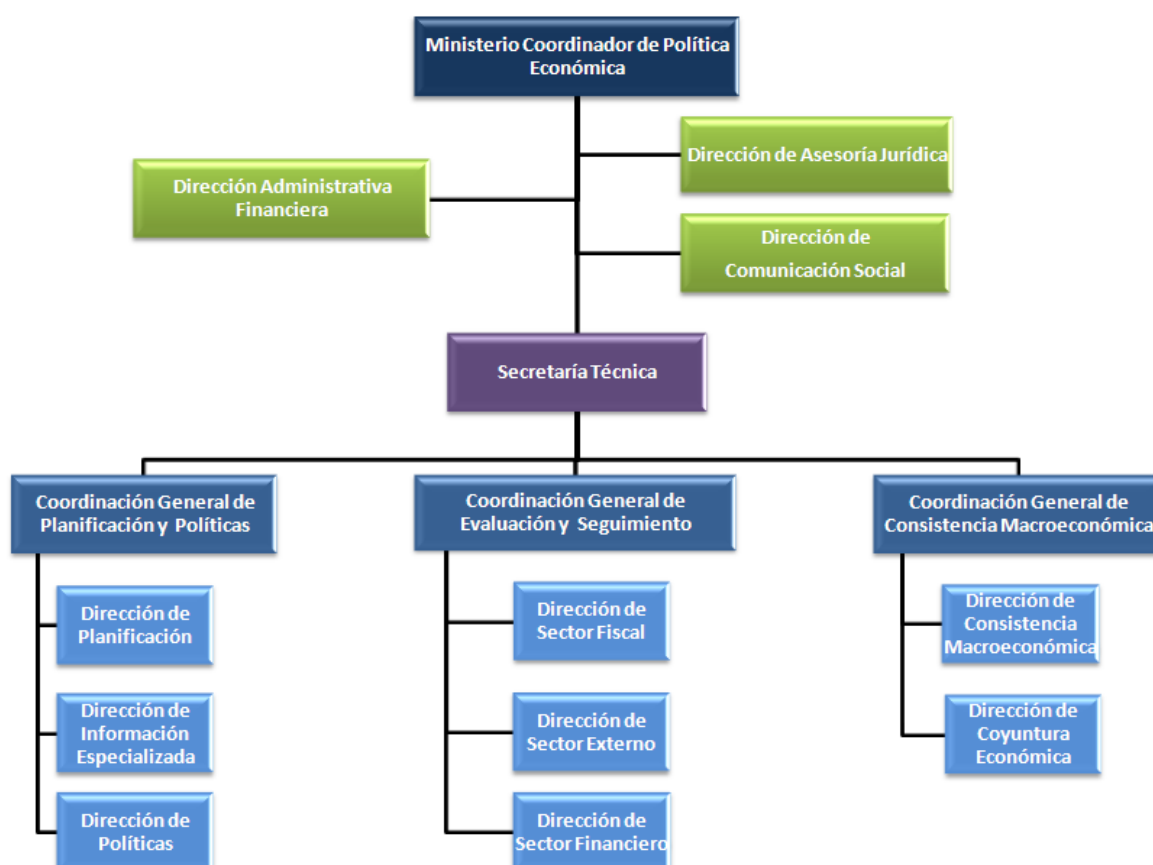 Ministerio Coordinador de Política
Económica
Dirección de Asesoría Jurídica
Dirección Administrativa
Financiera
Dirección de
Comunicación Social
Secretaría Técnica
Coordinación General de
Planificación y Políticas
Coordinación General de
Evaluación y Seguimiento
Coordinación General de
Consistencia Macroeconómica
Dirección de
Planificación
Dirección de
Información
Especializada
Dirección de
Políticas
Dirección de
Sector Fiscal
Dirección de
Sector Externo
Dirección de
Sector Financiero
Dirección de
Consistencia
Macroeconómica
Dirección de
Coyuntura
Económica